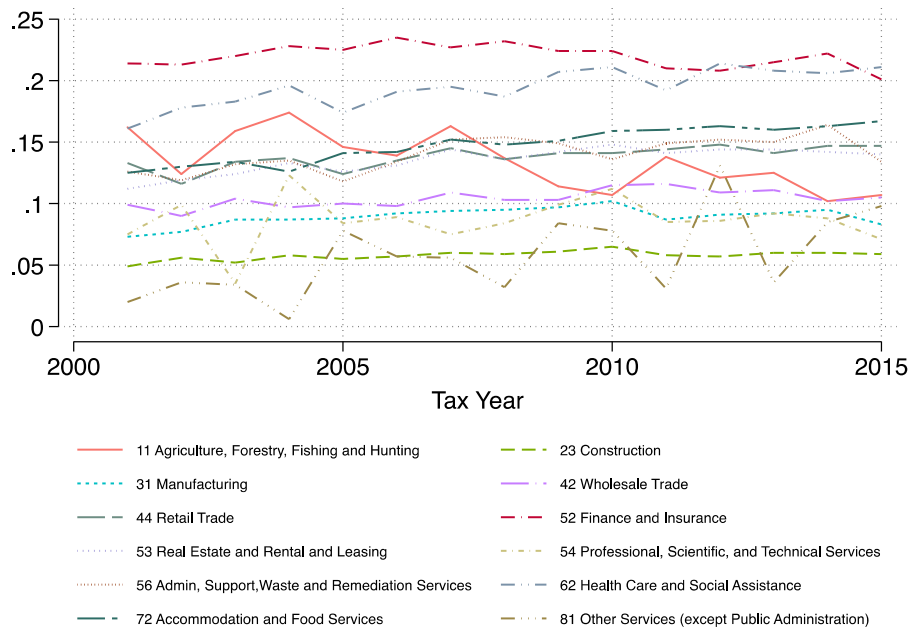 .25
.2
.15
.1
.05
0
2000 2005 2010 2015
Tax Year
11 Agriculture, Forestry, Fishing and Hunting 23 Construction
31 Manufacturing 42 Wholesale Trade
44 Retail Trade 52 Finance and Insurance
53 Real Estate and Rental and Leasing 54 Professional, Scientific, and Technical Services
56 Admin, Support,Waste and Remediation Services 62 Health Care and Social Assistance
72 Accommodation and Food Services 81 Other Services (except Public Administration)